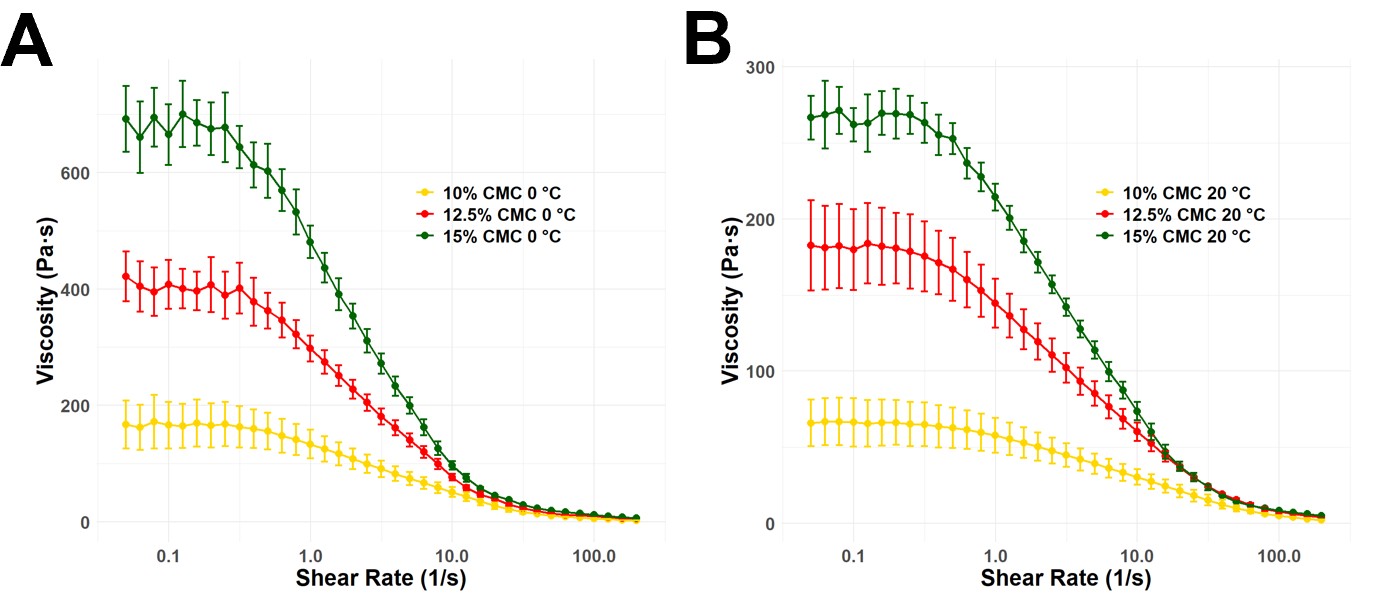 A
Viscosity (Pa·s)
600
400
200
0
0.1 1.0 10.0 100.0
Shear Rate (1/s)
10% CMC 0 °C
12.5% CMC 0 °C
15% CMC 0 °C
B
Viscosity (Pa·s)
300
200
100
0
0.1 1.0 10.0 100.0
Shear Rate (1/s)
10% CMC 20 °C
12.5% CMC 20 °C
15% CMC 20 °C